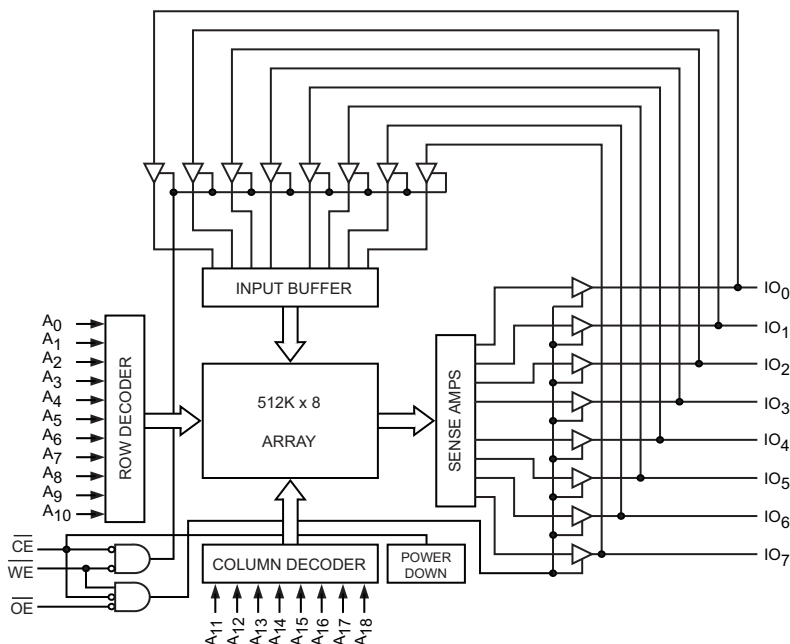 INPUT BUFFER
A0
A1
A2
A3
A4
A5
A6
A7
A8
A9
A10
ROW DECODER
512K x 8
ARRAY
SENSE AMPS
IO0
IO1
IO2
IO3
IO4
IO5
IO6
IO7
CE
WE
OE
COLUMN DECODER
POWER
DOWN
A11
A12
A13
A14
A15
A16
A17
A18